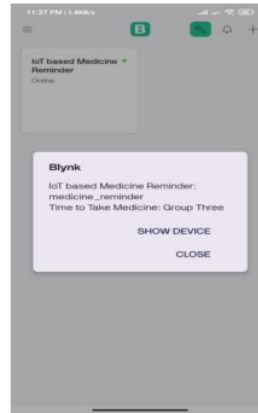 11:27 PM | 1.8KB/s
B
IoT based Medicine
Reminder
Online
Blynk
IoT based Medicine Reminder:
medicine_reminder
Time to Take Medicine: Group Three
SHOW DEVICE
CLOSE